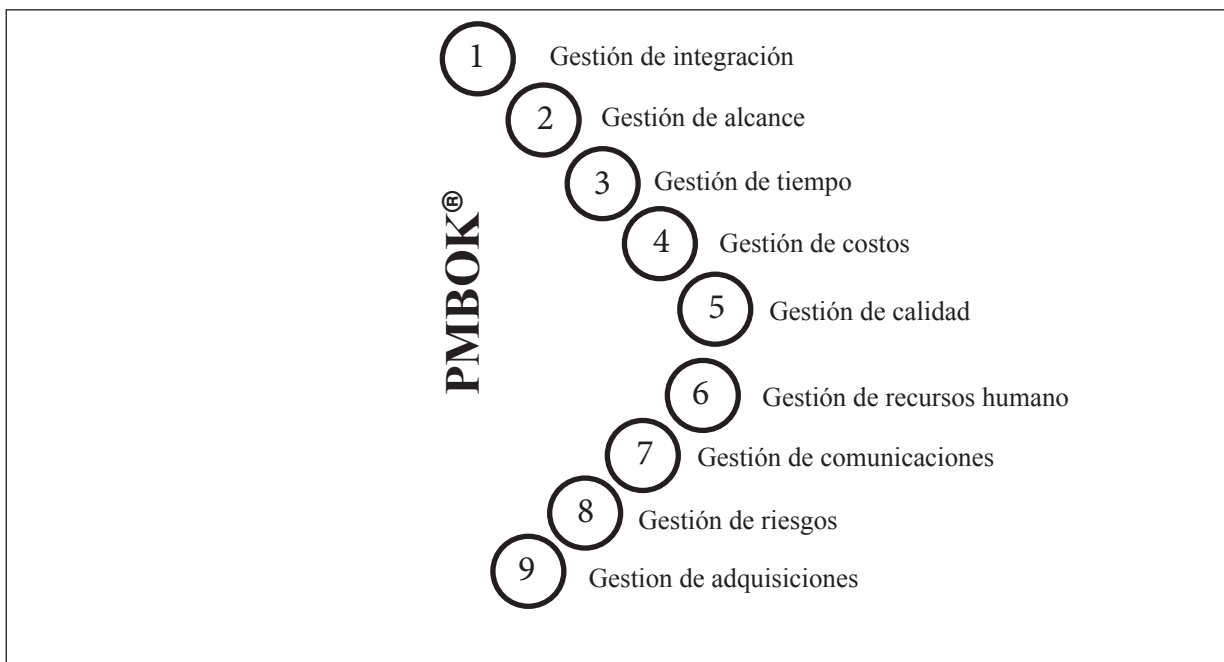 1 Gestión de integración
2 Gestión de alcance
3 Gestión de tiempo
4 Gestión de costos
5 Gestión de calidad
PMBOK®
6 Gestión de recursos humano
7 Gestión de comunicaciones
8 Gestión de riesgos
9 Gestion de adquisiciones